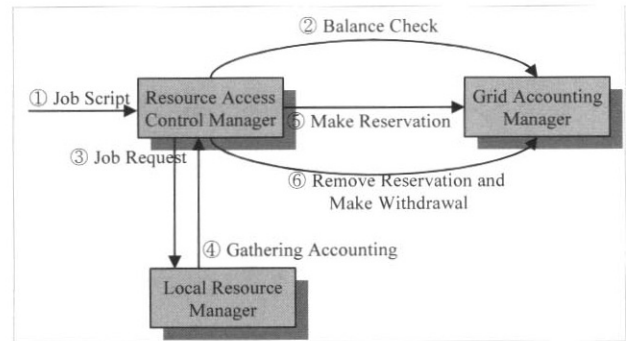 ② Balance Check
① Job Script
Resource Access
Control Manager
Grid Accounting
Manager
⑤ Make Reservation
③ Job Request
⑥ Remove Reservation and
Make Withdrawal
④ Gathering Accounting
Local Resource
Manager